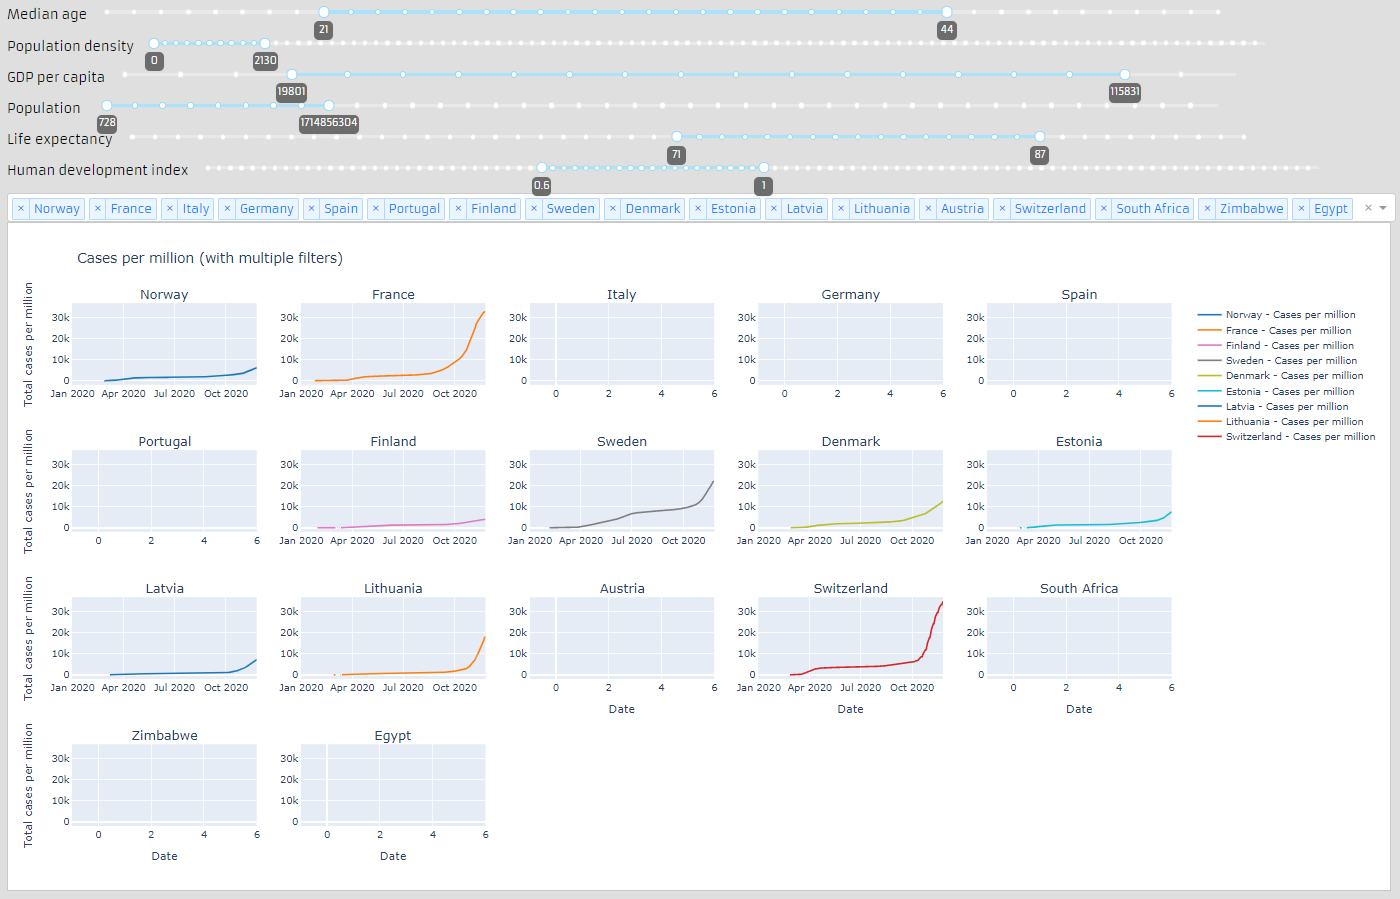 Median age
21 44
Population density
0 2130
GDP per capita
19801 115831
Population
728 1714856304
Life expectancy
71 87
Human development index
0.6 1
× Norway × France × Italy × Germany × Spain × Portugal × Finland × Sweden × Denmark × Estonia × Latvia × Lithuania × Austria × Switzerland × South Africa × Zimbabwe × Egypt ×
Cases per million (with multiple filters)
Norway France Italy Germany Spain
Total cases per million
30k 30k 30k 30k 30k
20k 20k 20k 20k 20k
10k 10k 10k 10k 10k
0 0 0 0 0
Jan 2020 Apr 2020 Jul 2020 Oct 2020 Jan 2020 Apr 2020 Jul 2020 Oct 2020 0 2 4 6 0 2 4 6 0 2 4 6
Norway - Cases per million
France - Cases per million
Finland - Cases per million
Sweden - Cases per million
Denmark - Cases per million
Estonia - Cases per million
Latvia - Cases per million
Lithuania - Cases per million
Switzerland - Cases per million
Portugal Finland Sweden Denmark Estonia
Total cases per million
30k 30k 30k 30k 30k
20k 20k 20k 20k 20k
10k 10k 10k 10k 10k
0 0 0 0 0
0 2 4 6 Jan 2020 Apr 2020 Jul 2020 Oct 2020 Jan 2020 Apr 2020 Jul 2020 Oct 2020 Jan 2020 Apr 2020 Jul 2020 Oct 2020 Jan 2020 Apr 2020 Jul 2020 Oct 2020
Latvia Lithuania Austria Switzerland South Africa
Total cases per million
30k 30k 30k 30k 30k
20k 20k 20k 20k 20k
10k 10k 10k 10k 10k
0 0 0 0 0
Jan 2020 Apr 2020 Jul 2020 Oct 2020 Jan 2020 Apr 2020 Jul 2020 Oct 2020 0 2 4 6 Jan 2020 Apr 2020 Jul 2020 Oct 2020 0 2 4 6
Date Date Date
Zimbabwe Egypt
Total cases per million
30k 30k
20k 20k
10k 10k
0 0
0 2 4 6 0 2 4 6
Date Date